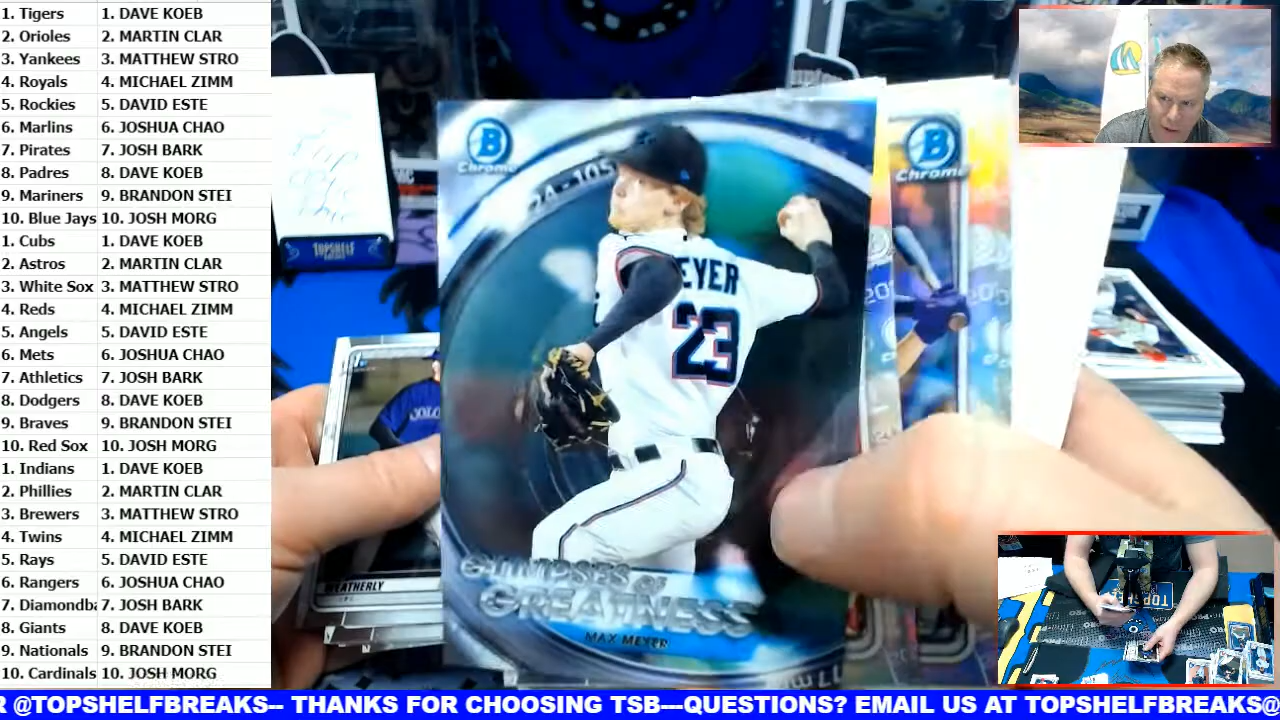 1. Tigers 1. DAVE KOEB
2. Orioles 2. MARTIN CLAR
3. Yankees 3. MATTHEW STRO
4. Royals 4. MICHAEL ZIMM
5. Rockies 5. DAVID ESTE
6. Marlins 6. JOSHUA CHAO
7. Pirates 7. JOSH BARK
8. Padres 8. DAVE KOEB
9. Mariners 9. BRANDON STEI
10. Blue Jays 10. JOSH MORG
1. Cubs 1. DAVE KOEB
2. Astros 2. MARTIN CLAR
3. White Sox 3. MATTHEW STRO
4. Reds 4. MICHAEL ZIMM
5. Angels 5. DAVID ESTE
6. Mets 6. JOSHUA CHAO
7. Athletics 7. JOSH BARK
8. Dodgers 8. DAVE KOEB
9. Braves 9. BRANDON STEI
10. Red Sox 10. JOSH MORG
1. Indians 1. DAVE KOEB
2. Phillies 2. MARTIN CLAR
3. Brewers 3. MATTHEW STRO
4. Twins 4. MICHAEL ZIMM
5. Rays 5. DAVID ESTE
6. Rangers 6. JOSHUA CHAO
7. Diamondba 7. JOSH BARK
8. Giants 8. DAVE KOEB
9. Nationals 9. BRANDON STEI
10. Cardinals 10. JOSH MORG
TOPSHELF
B
Chrome
24-105
EYER
23
GLIMPSES OF
GREATNESS
MAX MEYER
B
Chrome
COLO
WEATHERLY
TOPS
R @TOPSHELFBREAKS-- THANKS FOR CHOOSING TSB---QUESTIONS? EMAIL US AT TOPSHELFBREAKS@